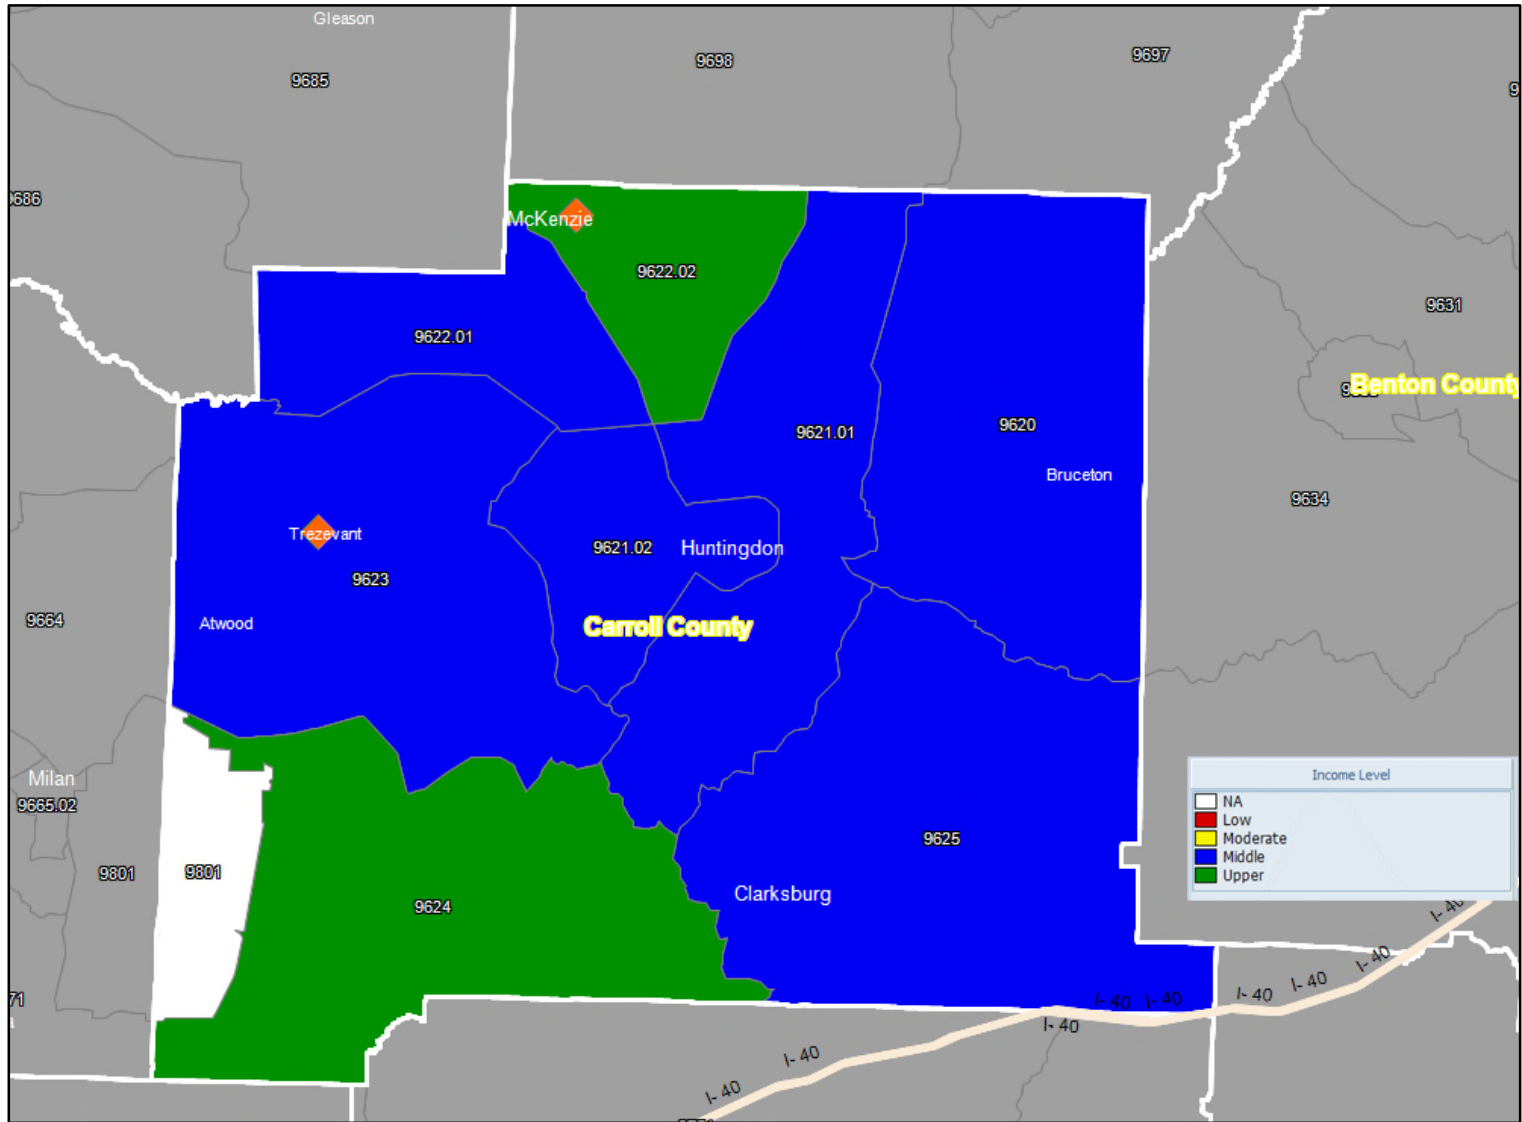 Gleason
9685
9698
9697
9686
McKenzie
9622.02
9631
9622.01
Benton County
9621.01
9620
Bruceton
9634
Trezevant
9621.02
Huntingdon
9623
9664
Atwood
Carroll County
Milan
9665.02
Income Level
NA
Low
Moderate
Middle
Upper
9625
9801
9801
Clarksburg
9624
I- 40
I- 40
I- 40
I- 40
I- 40
I- 40
I- 40
I- 40
I- 40
71